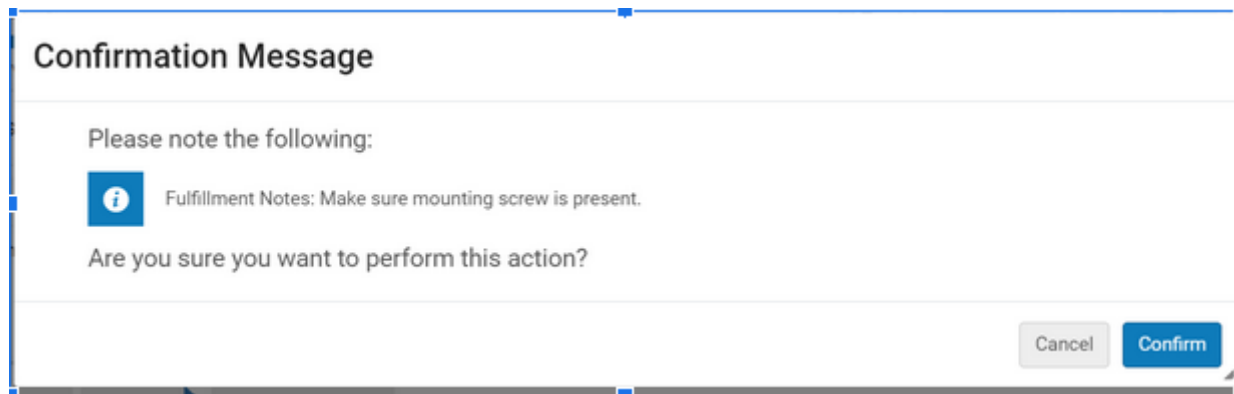 Confirmation Message
Please note the following:
Fulfillment Notes: Make sure mounting screw is present.
Are you sure you want to perform this action?
Cancel
Confirm